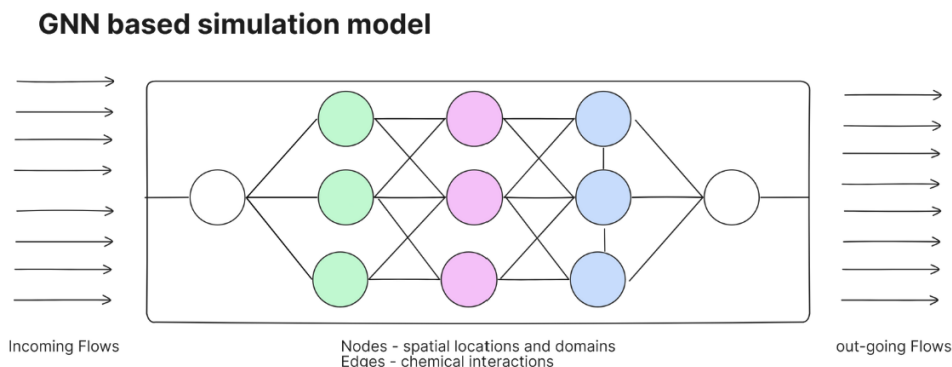 GNN based simulation model
Incoming Flows
Nodes - spatial locations and domains
Edges - chemical interactions
out-going Flows